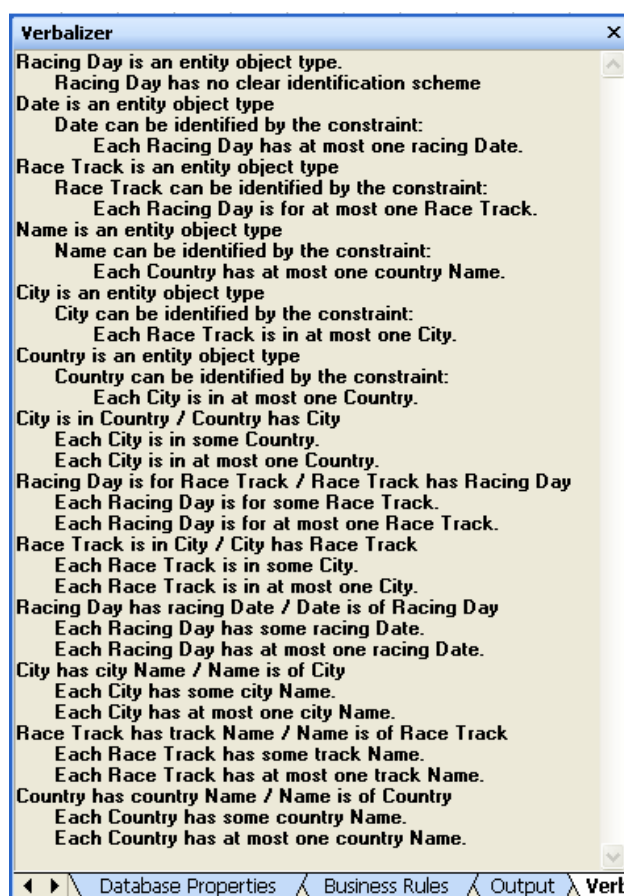 Verbalizer
Racing Day is an entity object type.
Racing Day has no clear identification scheme
Date is an entity object type
Date can be identified by the constraint:
Each Racing Day has at most one racing Date.
Race Track is an entity object type
Race Track can be identified by the constraint:
Each Racing Day is for at most one Race Track.
Name is an entity object type
Name can be identified by the constraint:
Each Country has at most one country Name.
City is an entity object type
City can be identified by the constraint:
Each Race Track is in at most one City.
Country is an entity object type
Country can be identified by the constraint:
Each City is in at most one Country.
City is in Country / Country has City
Each City is in some Country.
Each City is in at most one Country.
Racing Day is for Race Track / Race Track has Racing Day
Each Racing Day is for some Race Track.
Each Racing Day is for at most one Race Track.
Race Track is in City / City has Race Track
Each Race Track is in some City.
Each Race Track is in at most one City.
Racing Day has racing Date / Date is of Racing Day
Each Racing Day has some racing Date.
Each Racing Day has at most one racing Date.
City has city Name / Name is of City
Each City has some city Name.
Each City has at most one city Name.
Race Track has track Name / Name is of Race Track
Each Race Track has some track Name.
Each Race Track has at most one track Name.
Country has country Name / Name is of Country
Each Country has some country Name.
Each Country has at most one country Name.
Database Properties Business Rules Output Verb